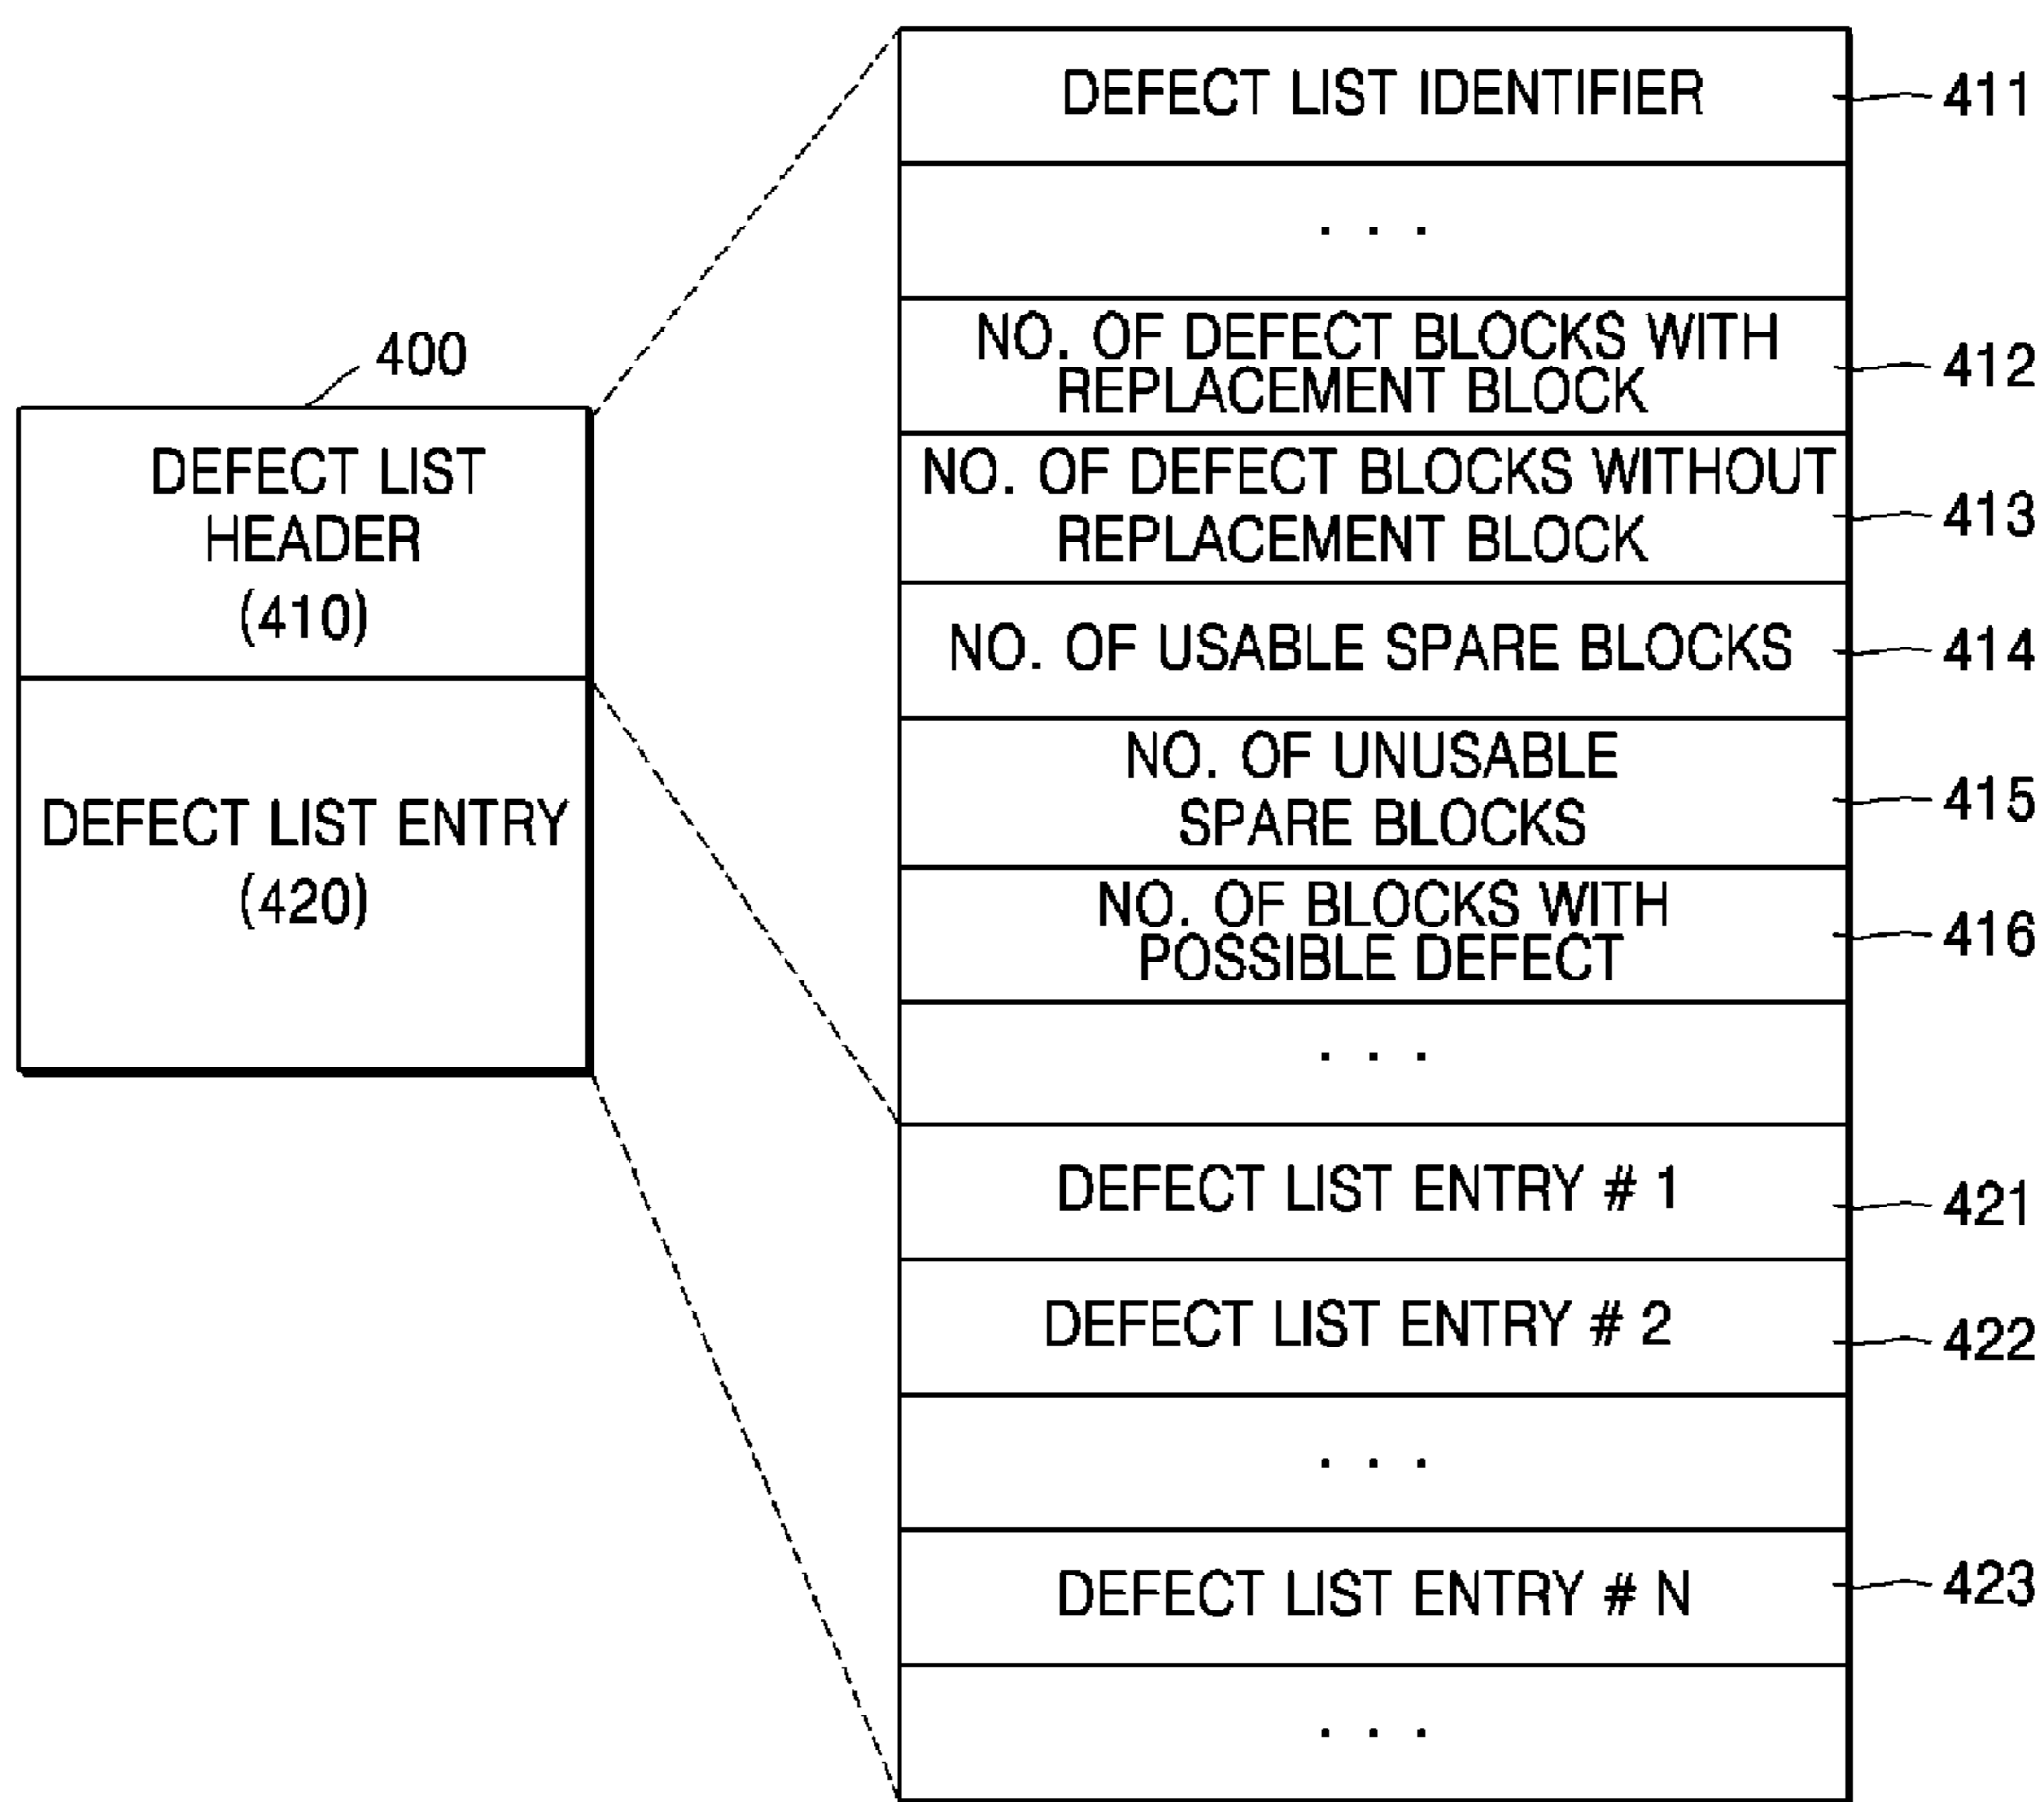 400
DEFECT LIST
HEADER
(410)
DEFECT LIST ENTRY
(420)
DEFECT LIST IDENTIFIER
411
. . .
NO. OF DEFECT BLOCKS WITH
REPLACEMENT BLOCK
412
NO. OF DEFECT BLOCKS WITHOUT
REPLACEMENT BLOCK
413
NO. OF USABLE SPARE BLOCKS
414
NO. OF UNUSABLE
SPARE BLOCKS
415
NO. OF BLOCKS WITH
POSSIBLE DEFECT
416
. . .
DEFECT LIST ENTRY # 1
421
DEFECT LIST ENTRY # 2
422
. . .
DEFECT LIST ENTRY # N
423
. . .